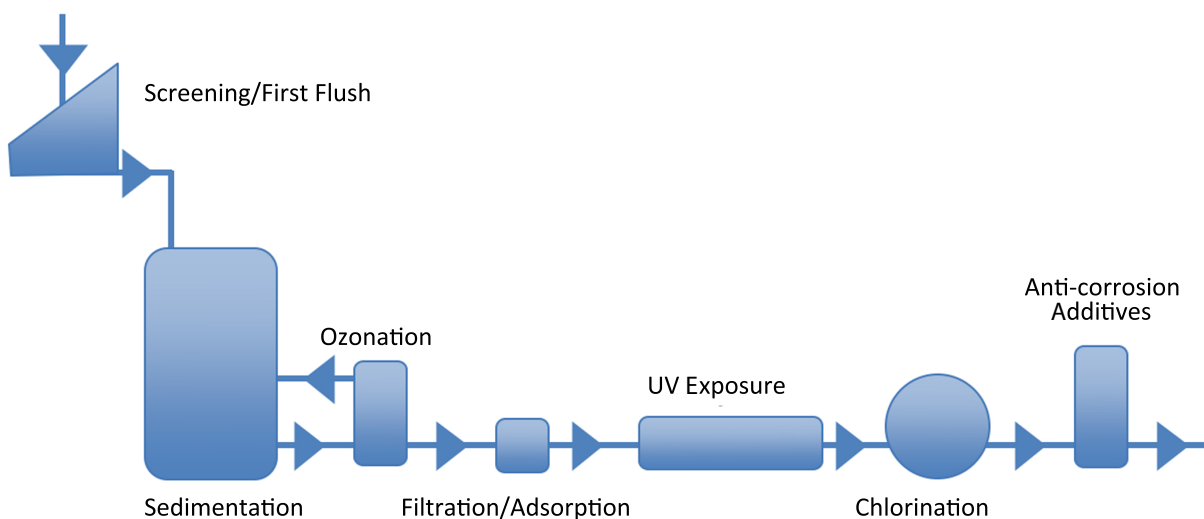 Screening/First Flush
Ozonation
Sedimentation
Filtration/Adsorption
UV Exposure
Chlorination
Anti-corrosion
Additives